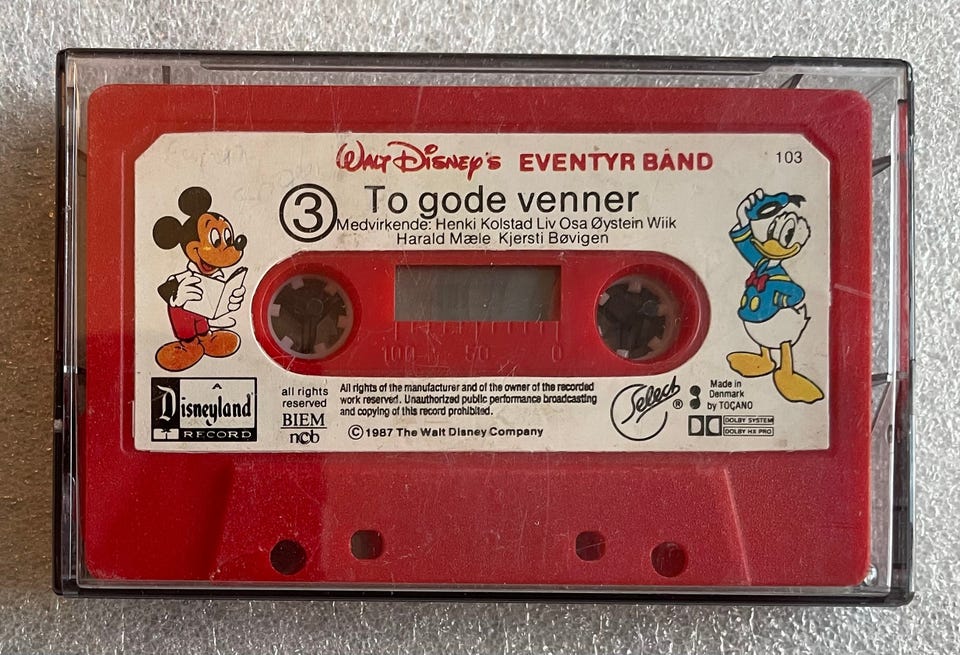 WALT DISNEY'S EVENTYR BÅND
103
3
To gode venner
Medvirkende: Henki Kolstad Liv Osa Øystein Wiik
Harald Mæle Kjersti Bøvigen
100 50 0
A
Disneyland
RECORD
all rights
reserved
BIEM
ncb
All rights of the manufacturer and of the owner of the recorded
work reserved. Unauthorized public performance broadcasting
and copying of this record prohibited.
©1987 The Walt Disney Company
Select ®
Made in
Denmark
by TOCANO
DOLBY SYSTEM
DOLBY HX PRO